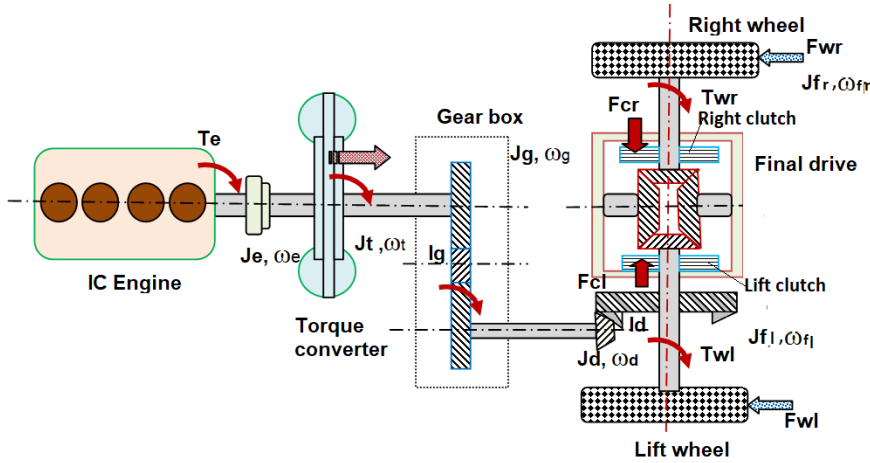 Right wheel
Fwr
Jfr ,ωfr
Fcr
Twr
Right clutch
Gear box
Te
Jg, ωg
Final drive
Je, ωe
Jt ,ωt
Ig
IC Engine
Lift clutch
Fcl
Torque
converter
Id
Jd, ωd
Twl
Jfl ,ωfl
Fwl
Lift wheel